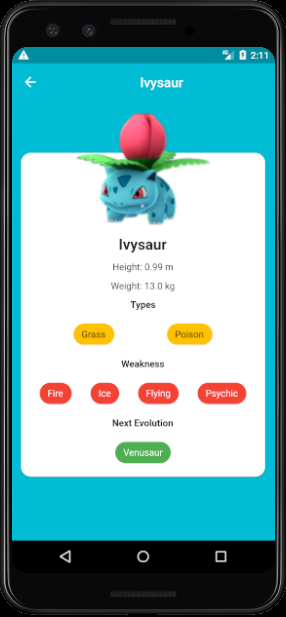 2:11
Ivysaur
Ivysaur
Height: 0.99 m
Weight: 13.0 kg
Types
Grass Poison
Weakness
Fire Ice Flying Psychic
Next Evolution
Venusaur